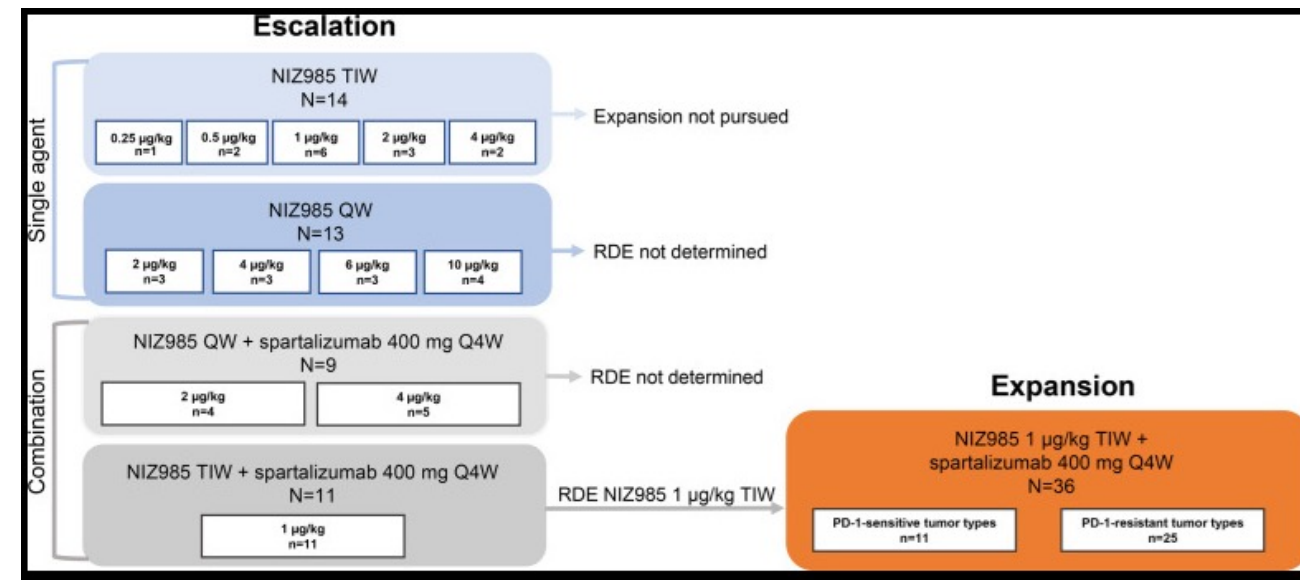 Escalation
Single agent
NIZ985 TIW
N=14
0.25 µg/kg
n=1
0.5 µg/kg
n=2
1 µg/kg
n=6
2 µg/kg
n=3
4 µg/kg
n=2
Expansion not pursued
NIZ985 QW
N=13
2 µg/kg
n=3
4 µg/kg
n=3
6 µg/kg
n=3
10 µg/kg
n=4
RDE not determined
Combination
NIZ985 QW + spartalizumab 400 mg Q4W
N=9
2 µg/kg
n=4
4 µg/kg
n=5
RDE not determined
NIZ985 TIW + spartalizumab 400 mg Q4W
N=11
1 µg/kg
n=11
RDE NIZ985 1 µg/kg TIW
Expansion
NIZ985 1 µg/kg TIW +
spartalizumab 400 mg Q4W
N=36
PD-1-sensitive tumor types
n=11
PD-1-resistant tumor types
n=25